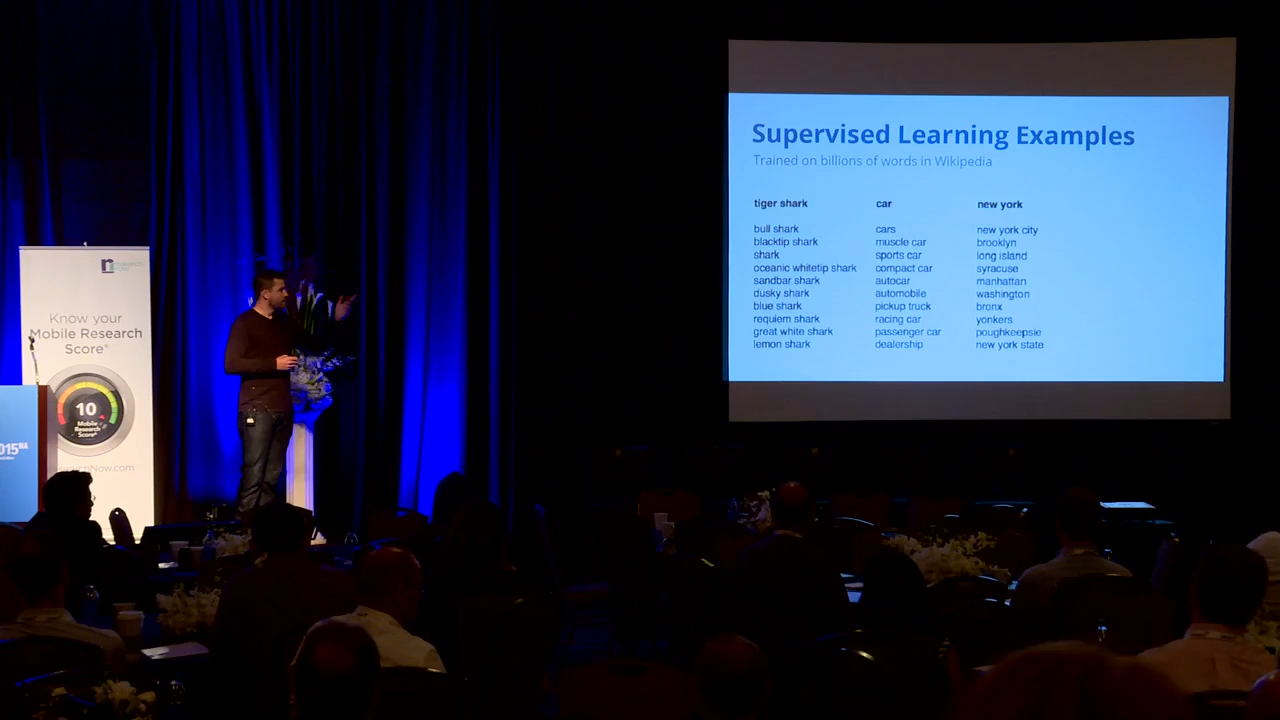 Supervised Learning Examples
Trained on billions of words in Wikipedia
tiger shark car new york
bull shark cars new york city
blacktip shark muscle car brooklyn
shark sports car long island
oceanic whitetip shark compact car syracuse
sandbar shark autocar manhattan
dusky shark automobile washington
blue shark pickup truck bronx
requiem shark racing car yonkers
great white shark passenger car poughkeepsie
lemon shark dealership new york state
Know your
Mobile Research
Score
10
Mobile
Research
Score